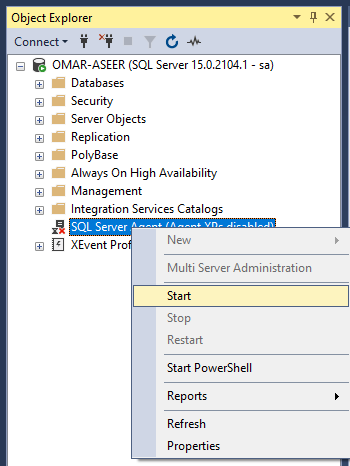 Object Explorer
Connect
OMAR-ASEER (SQL Server 15.0.2104.1 - sa)
Databases
Security
Server Objects
Replication
PolyBase
Always On High Availability
Management
Integration Services Catalogs
SQL Server Agent (Agent XPs disabled)
XEvent Prof
New
Multi Server Administration
Start
Stop
Restart
Start PowerShell
Reports
Refresh
Properties